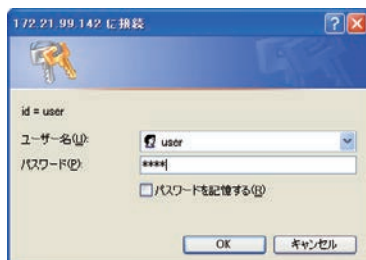 172.21.99.142 に接続
id = user
ユーザー名(U):
user
パスワード(P):
****
パスワードを記憶する(R)
OK
キャンセル